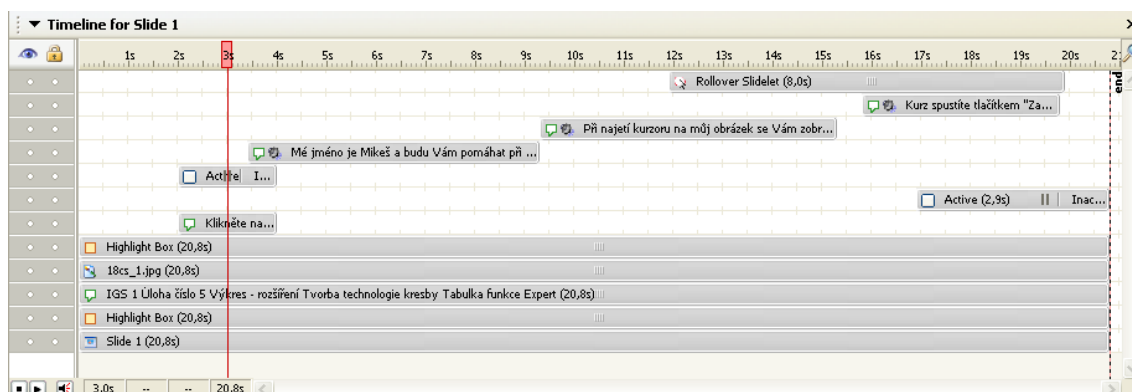 Timeline for Slide 1
1s 2s 3s 4s 5s 6s 7s 8s 9s 10s 11s 12s 13s 14s 15s 16s 17s 18s 19s 20s
Rollover Slidelet (8,0s)
end
Kurz spustíte tlačítkem "Za...
Při najetí kurzoru na můj obrázek se Vám zobr...
Mé jméno je Mikeš a budu Vám pomáhat při ...
Active I...
Active (2,9s) Inac...
Klikněte na...
Highlight Box (20,8s)
18cs_1.jpg (20,8s)
IGS 1 Úloha číslo 5 Výkres - rozšíření Tvorba technologie kresby Tabulka funkce Expert (20,8s)
Highlight Box (20,8s)
Slide 1 (20,8s)
3.0s -- -- 20.8s